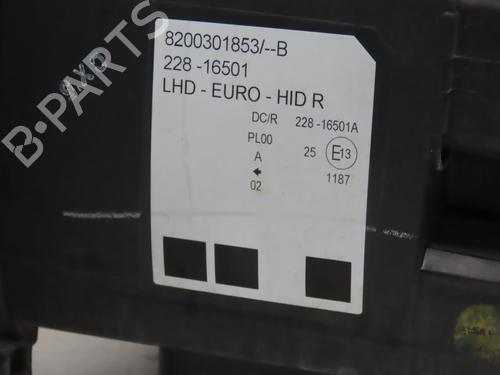 B-PARTS
8200301853/--B
228 -16501
LHD - EURO - HID R
DC/R 228 -16501A
PL00
A 25 E13
02 1187